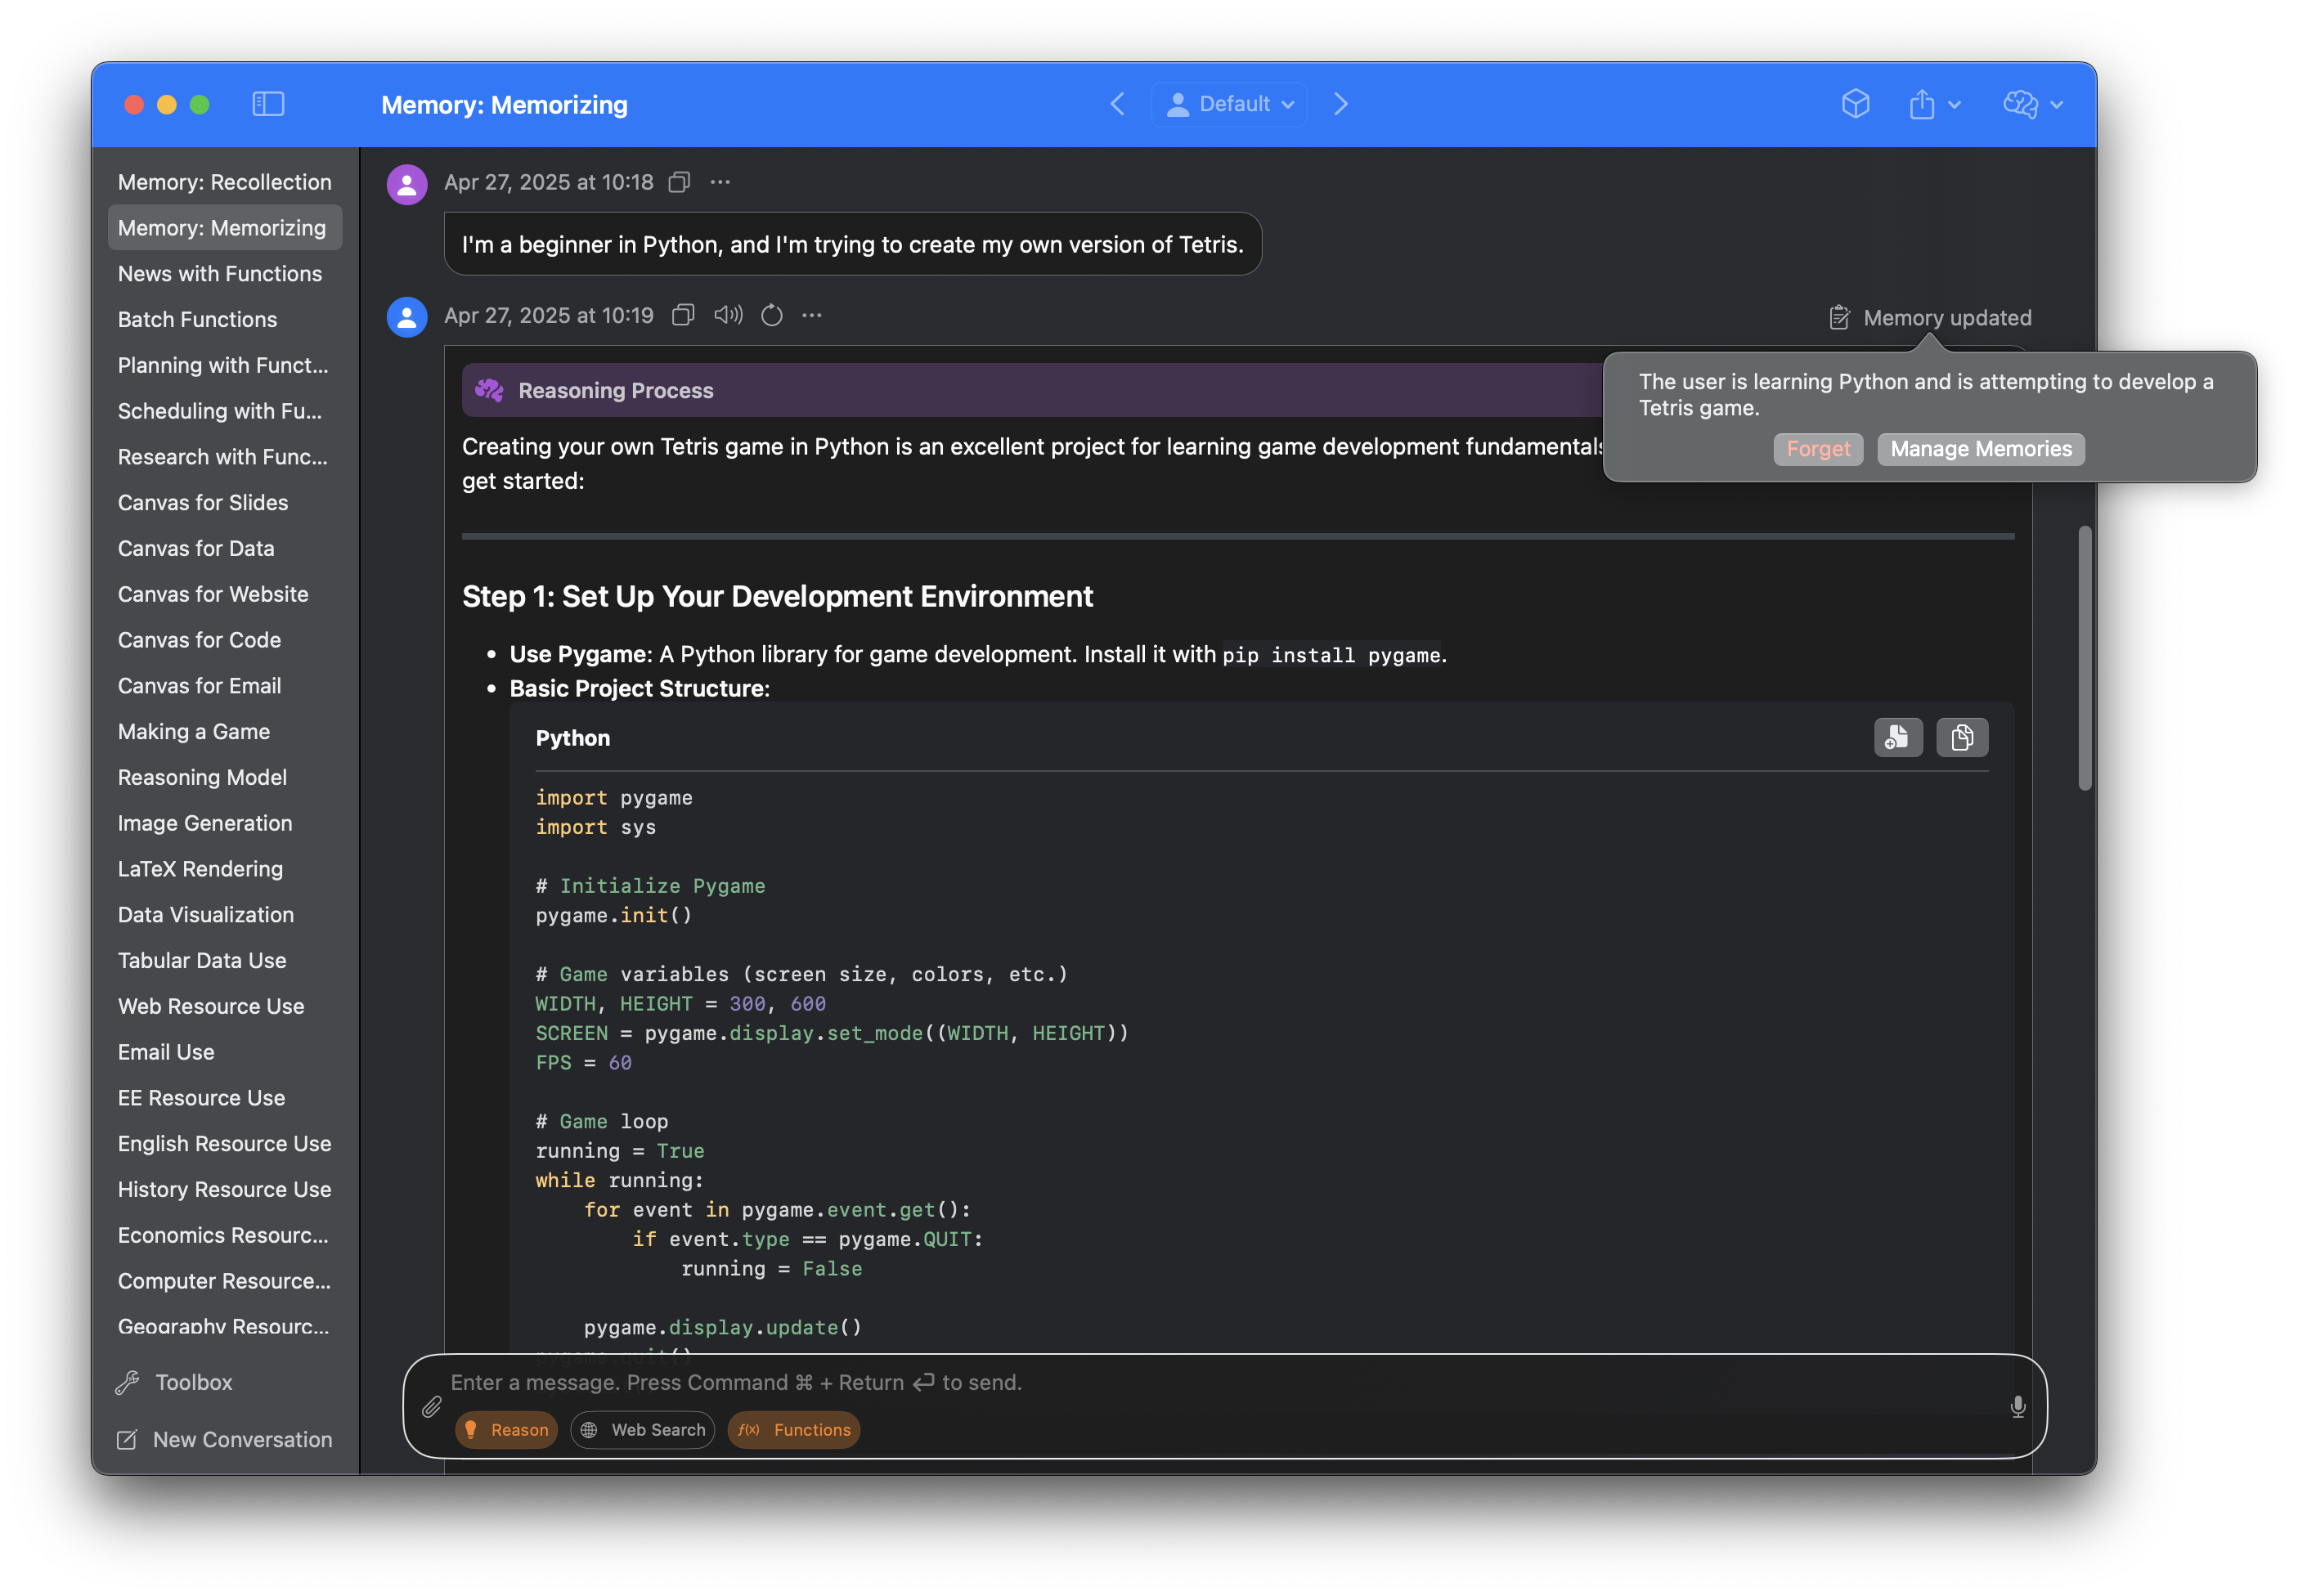 Memory: Memorizing
Default
Memory: Recollection
Memory: Memorizing
News with Functions
Batch Functions
Planning with Funct...
Scheduling with Fu...
Research with Func...
Canvas for Slides
Canvas for Data
Canvas for Website
Canvas for Code
Canvas for Email
Making a Game
Reasoning Model
Image Generation
LaTeX Rendering
Data Visualization
Tabular Data Use
Web Resource Use
Email Use
EE Resource Use
English Resource Use
History Resource Use
Economics Resourc...
Computer Resource...
Geography Resourc...
Toolbox
New Conversation
Apr 27, 2025 at 10:18
I'm a beginner in Python, and I'm trying to create my own version of Tetris.
Apr 27, 2025 at 10:19
Memory updated
The user is learning Python and is attempting to develop a
Tetris game.
Forget
Manage Memories
Reasoning Process
Creating your own Tetris game in Python is an excellent project for learning game development fundamentals
get started:
Step 1: Set Up Your Development Environment
• Use Pygame: A Python library for game development. Install it with pip install pygame.
• Basic Project Structure:
Python
import pygame
import sys
# Initialize Pygame
pygame.init()
# Game variables (screen size, colors, etc.)
WIDTH, HEIGHT = 300, 600
SCREEN = pygame.display.set_mode((WIDTH, HEIGHT))
FPS = 60
# Game loop
running = True
while running:
    for event in pygame.event.get():
        if event.type == pygame.QUIT:
            running = False
    pygame.display.update()
pygame.quit()
Enter a message. Press Command ⌘ + Return ⏎ to send.
Reason
Web Search
f(x) Functions